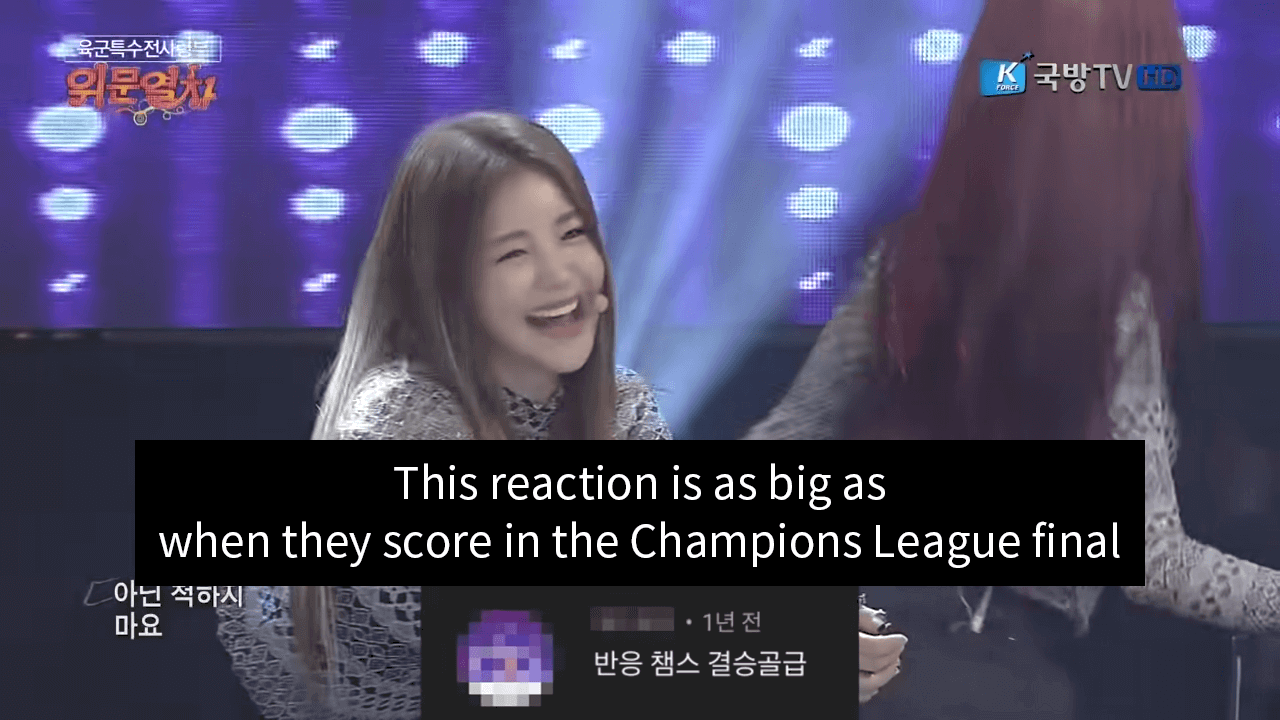 육군특수전사령부
위문열차
K FORCE 국방TV HD
This reaction is as big as
when they score in the Champions League final
아닌 척하지
마요
• 1년 전
반응 챔스 결승골급